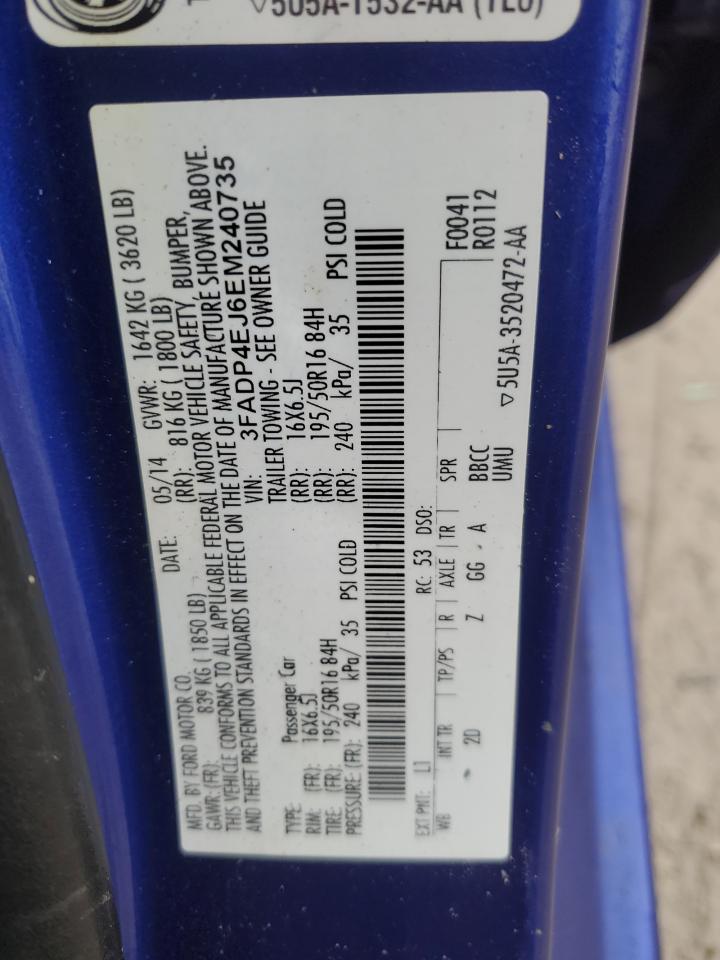 5U5A-1532-AA (TLU)
MFD. BY FORD MOTOR CO. DATE: 05/14 GVWR: 1642 KG ( 3620 LB)
GAWR: (FR): 839 KG ( 1850 LB) (RR): 816 KG ( 1800 LB)
THIS VEHICLE CONFORMS TO ALL APPLICABLE FEDERAL MOTOR VEHICLE SAFETY, BUMPER,
AND THEFT PREVENTION STANDARDS IN EFFECT ON THE DATE OF MANUFACTURE SHOWN ABOVE.
VIN: 3FADP4EJ6EM240735
TYPE: Passenger Car TRAILER TOWING - SEE OWNER GUIDE
RIM: (FR): 16X6.5J (RR): 16X6.5J
TIRE: (FR): 195/50R16 84H (RR): 195/50R16 84H
PRESSURE: (FR): 240 kPa/ 35 PSI COLD (RR): 240 kPa/ 35 PSI COLD
EXT PNT: L1 RC: 53 DSO: F0041
WB INT TR TP/PS R AXLE TR SPR R0112
2D Z GG A BBCC
UMU
▽5U5A-3520472-AA